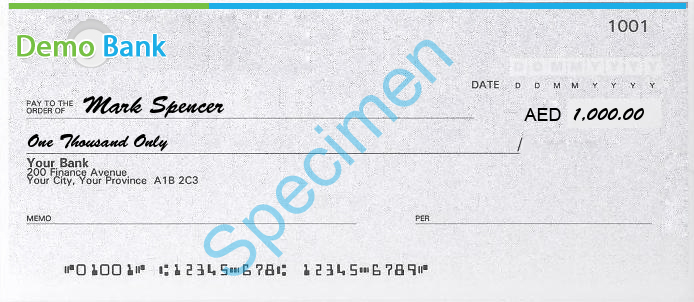 1001
Demo Bank
DATE D D M M Y Y Y Y
PAY TO THE
ORDER OF Mark Spencer
AED 1,000.00
One Thousand Only /
Your Bank
200 Finance Avenue
Your City, Your Province A1B 2C3
MEMO
PER
Specimen
⑈01001⑈ ⑆12345⑉678⑆ 12345⑉6789⑈